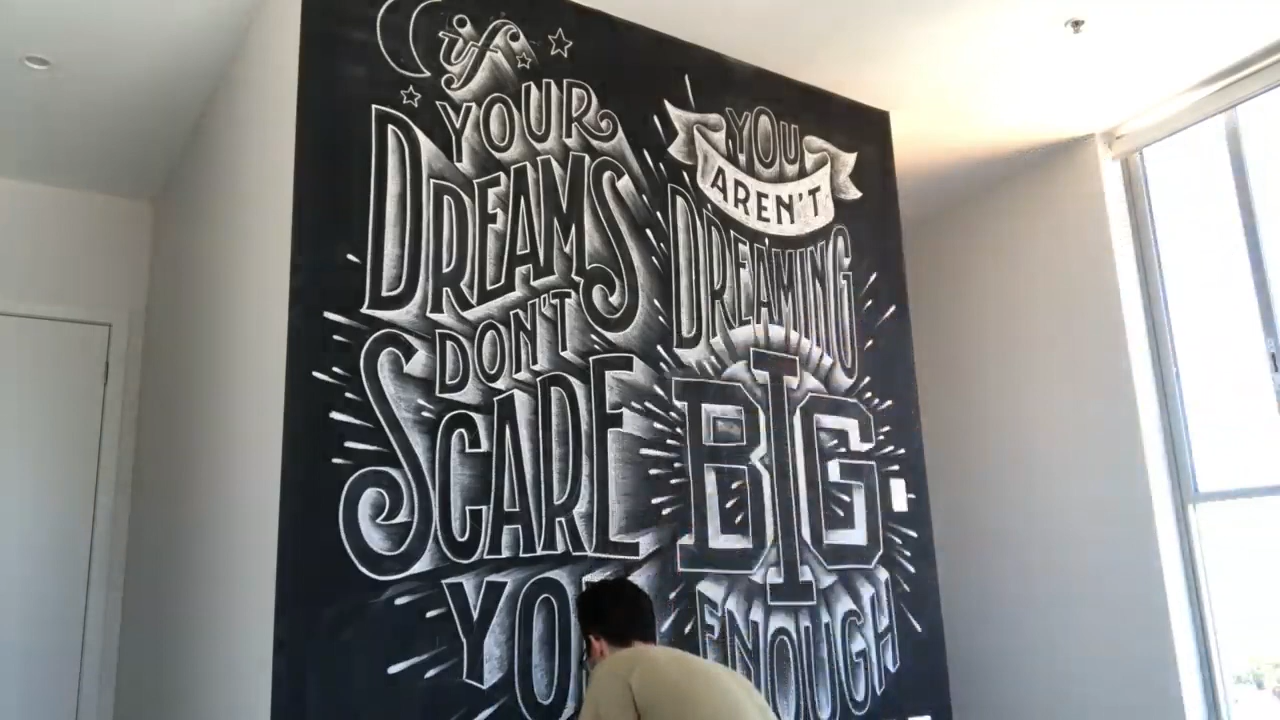 if
YOUR
DREAMS
DON'T
SCARE
YO
YOU
AREN'T
DREAMING
BIG
ENOUGH